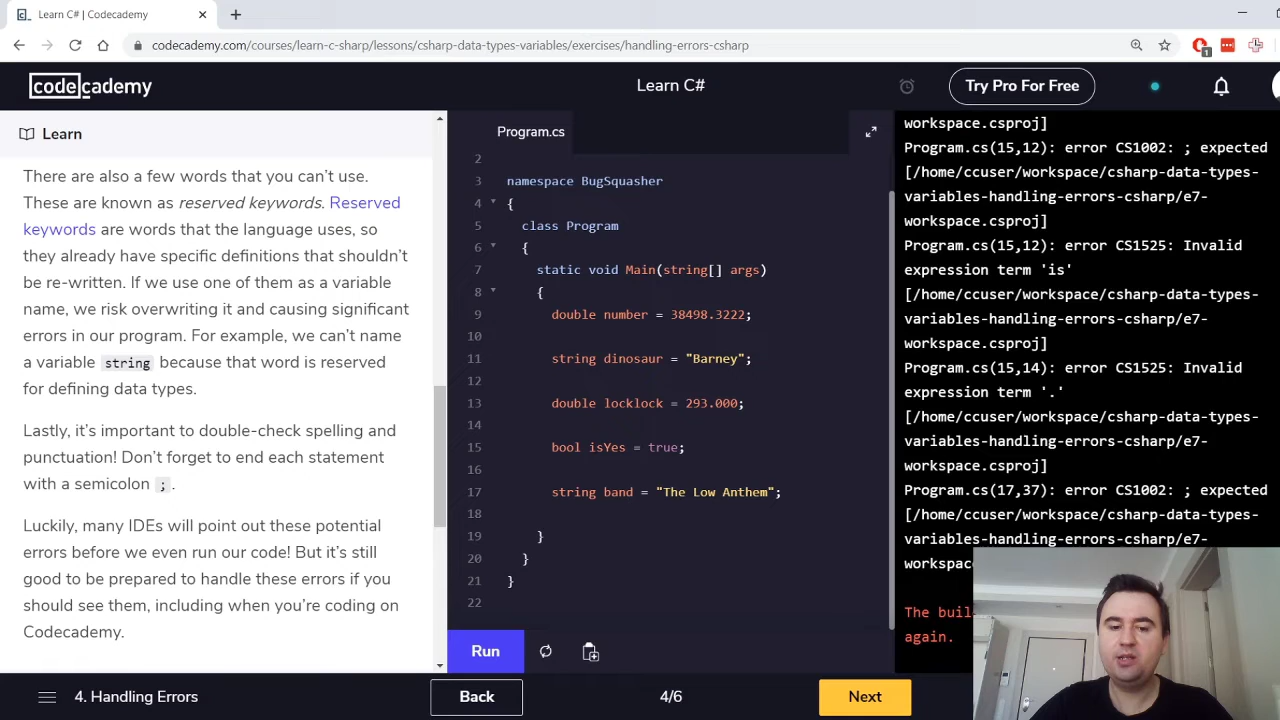 Learn C# | Codecademy
codecademy.com/courses/learn-c-sharp/lessons/csharp-data-types-variables/exercises/handling-errors-csharp
1
codecademy
Learn C#
Try Pro For Free
Learn
There are also a few words that you can't use.
These are known as reserved keywords. Reserved
keywords are words that the language uses, so
they already have specific definitions that shouldn't
be re-written. If we use one of them as a variable
name, we risk overwriting it and causing significant
errors in our program. For example, we can't name
a variable string because that word is reserved
for defining data types.
Lastly, it's important to double-check spelling and
punctuation! Don't forget to end each statement
with a semicolon ;.
Luckily, many IDEs will point out these potential
errors before we even run our code! But it's still
good to be prepared to handle these errors if you
should see them, including when you're coding on
Codecademy.
Program.cs
2
3 namespace BugSquasher
4 {
5 class Program
6 {
7 static void Main(string[] args)
8 {
9 double number = 38498.3222;
10
11 string dinosaur = "Barney";
12
13 double locklock = 293.000;
14
15 bool isYes = true;
16
17 string band = "The Low Anthem";
18
19 }
20 }
21 }
22
Run
workspace.csproj]
Program.cs(15,12): error CS1002: ; expected
[/home/ccuser/workspace/csharp-data-types-
variables-handling-errors-csharp/e7-
workspace.csproj]
Program.cs(15,12): error CS1525: Invalid
expression term 'is'
[/home/ccuser/workspace/csharp-data-types-
variables-handling-errors-csharp/e7-
workspace.csproj]
Program.cs(15,14): error CS1525: Invalid
expression term '.'
[/home/ccuser/workspace/csharp-data-types-
variables-handling-errors-csharp/e7-
workspace.csproj]
Program.cs(17,37): error CS1002: ; expected
[/home/ccuser/workspace/csharp-data-types-
variables-handling-errors-csharp/e7-
The
again.
4. Handling Errors
Back
4/6
Next